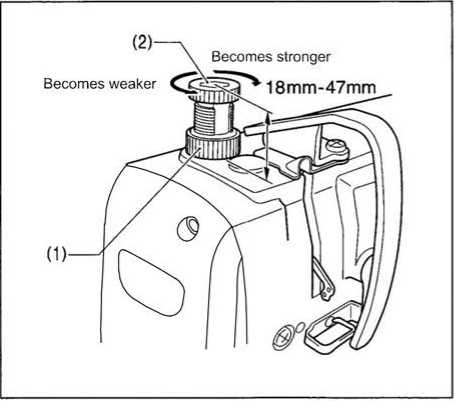 (2)
Becomes stronger
Becomes weaker
18mm-47mm
(1)